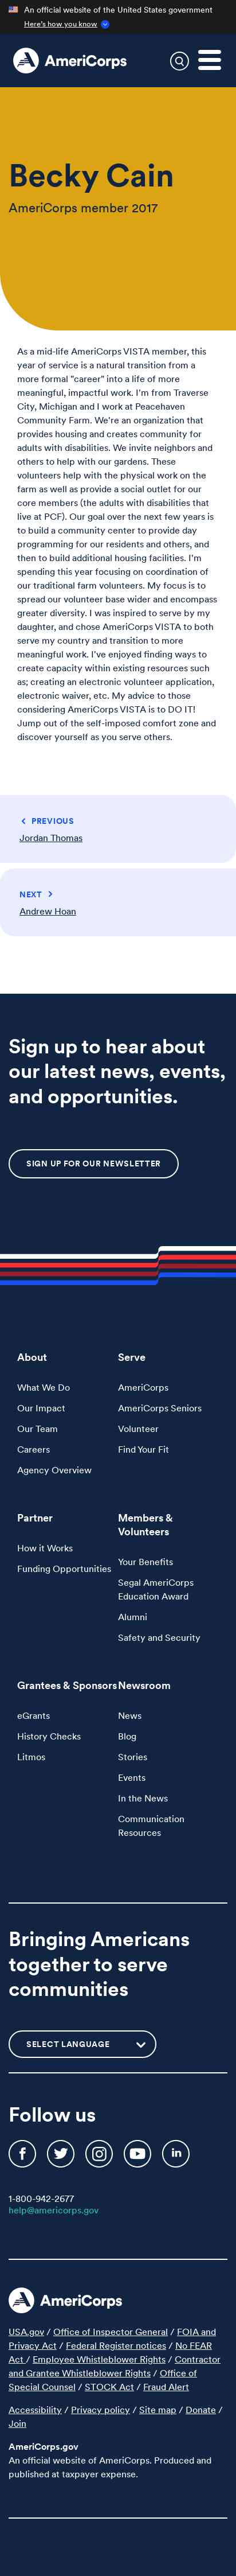 An official website of the United States government
Here's how you know
AmeriCorps
Becky Cain
AmeriCorps member 2017
As a mid-life AmeriCorps VISTA member, this
year of service is a natural transition from a
more formal "career" into a life of more
meaningful, impactful work. I'm from Traverse
City, Michigan and I work at Peacehaven
Community Farm. We're an organization that
provides housing and creates community for
adults with disabilities. We invite neighbors and
others to help with our gardens. These
volunteers help with the physical work on the
farm as well as provide a social outlet for our
core members (the adults with disabilities that
live at PCF). Our goal over the next few years is
to build a community center to provide day
programming for our residents and others, and
then to build additional housing facilities. I'm
spending this year focusing on coordination of
our traditional farm volunteers. My focus is to
spread our volunteer base wider and encompass
greater diversity. I was inspired to serve by my
daughter, and chose AmeriCorps VISTA to both
serve my country and transition to more
meaningful work. I've enjoyed finding ways to
create capacity within existing resources such
as; creating an electronic volunteer application,
electronic waiver, etc. My advice to those
considering AmeriCorps VISTA is to DO IT!
Jump out of the self-imposed comfort zone and
discover yourself as you serve others.
PREVIOUS
Jordan Thomas
NEXT
Andrew Hoan
Sign up to hear about
our latest news, events,
and opportunities.
SIGN UP FOR OUR NEWSLETTER
About
What We Do
Our Impact
Our Team
Careers
Agency Overview
Serve
AmeriCorps
AmeriCorps Seniors
Volunteer
Find Your Fit
Partner
How it Works
Funding Opportunities
Members &
Volunteers
Your Benefits
Segal AmeriCorps
Education Award
Alumni
Safety and Security
Grantees & Sponsors
eGrants
History Checks
Litmos
Newsroom
News
Blog
Stories
Events
In the News
Communication
Resources
Bringing Americans
together to serve
communities
SELECT LANGUAGE
Follow us
1-800-942-2677
help@americorps.gov
AmeriCorps
USA.gov / Office of Inspector General / FOIA and
Privacy Act / Federal Register notices / No FEAR
Act / Employee Whistleblower Rights / Contractor
and Grantee Whistleblower Rights / Office of
Special Counsel / STOCK Act / Fraud Alert
Accessibility / Privacy policy / Site map / Donate /
Join
AmeriCorps.gov
An official website of AmeriCorps. Produced and
published at taxpayer expense.